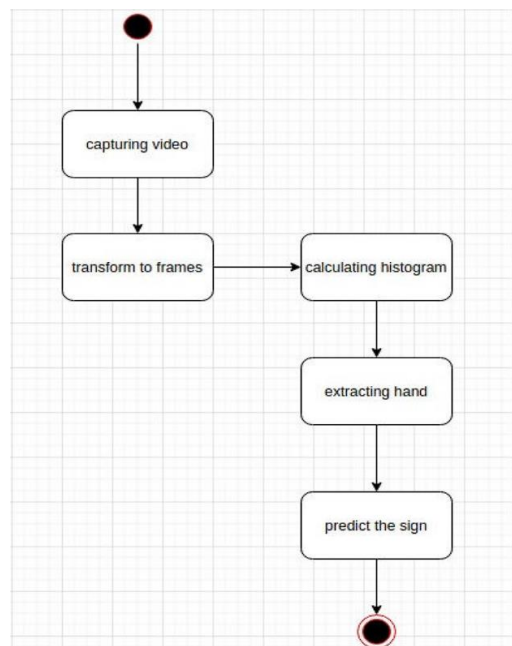 capturing video
transform to frames
calculating histogram
extracting hand
predict the sign